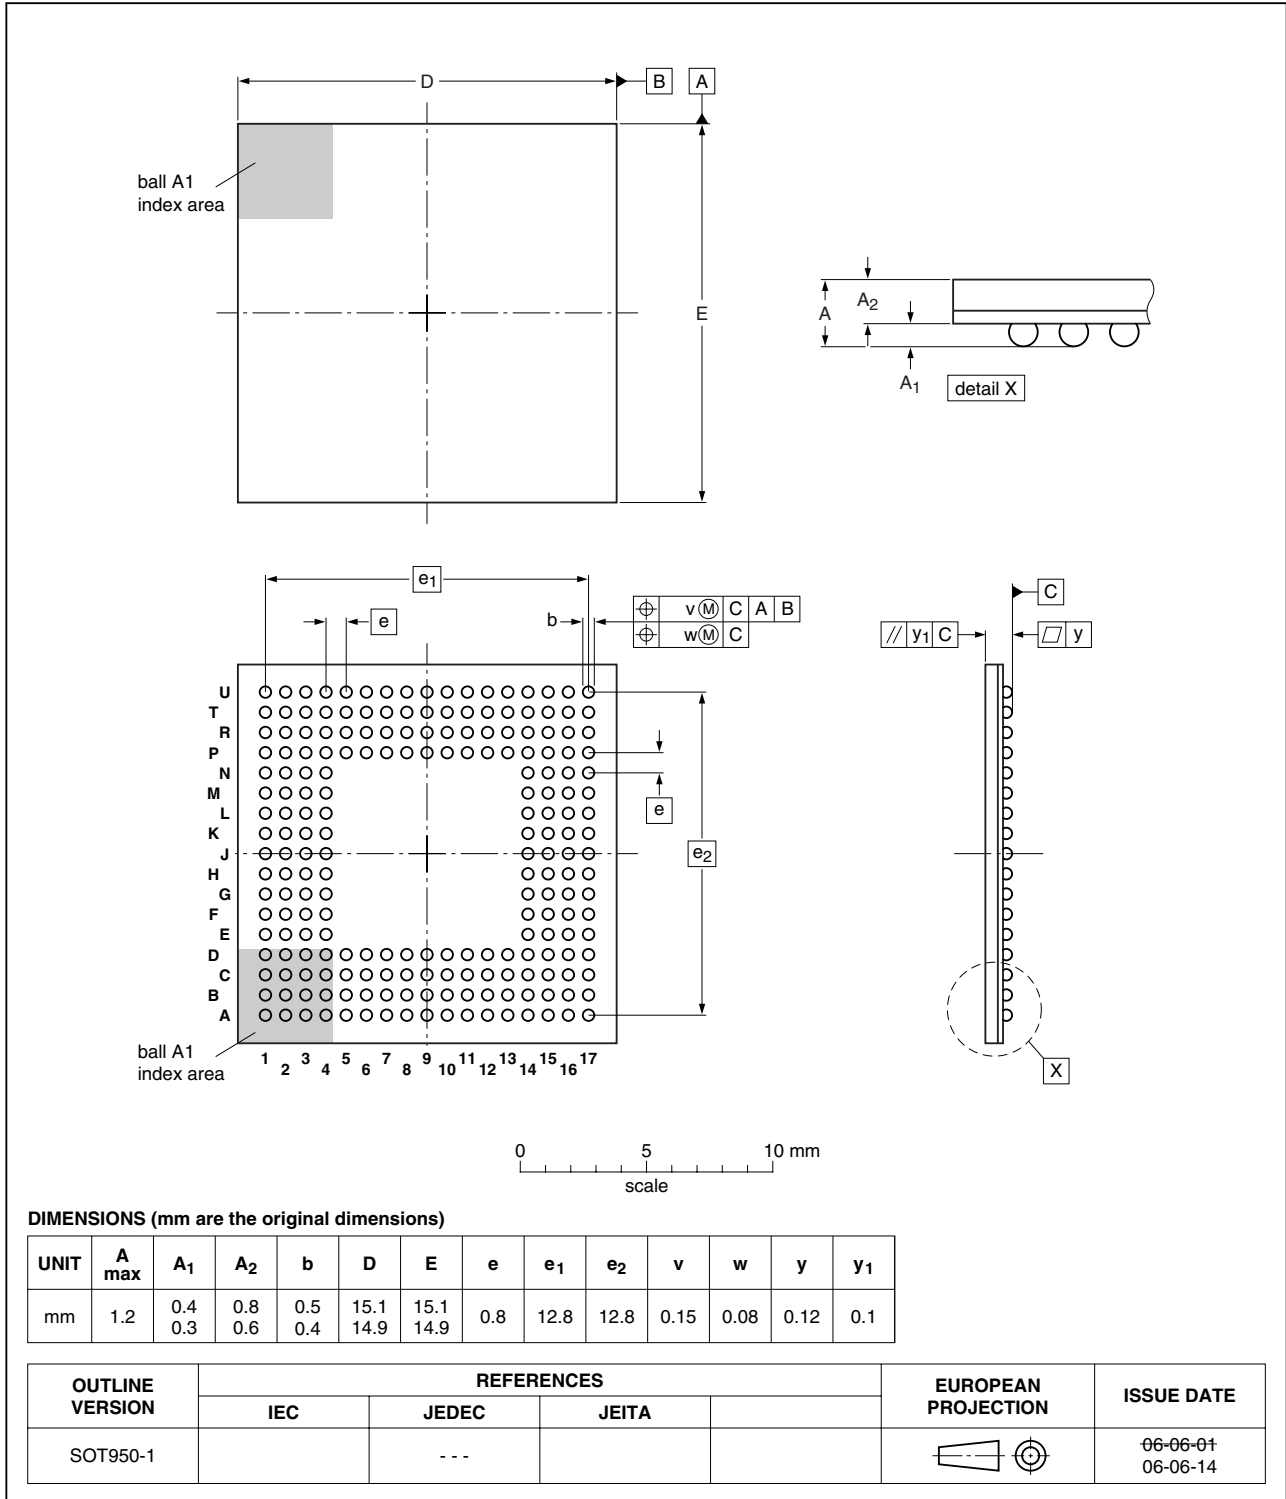 D
B
A
ball A1
index area
E
A
A2
A1
detail X
e1
e
b
v M C A B
w M C
C
// y1 C
y
U
T
R
P
N
M
L
K
J
H
G
F
E
D
C
B
A
e
e2
ball A1
index area
1 3 5 7 9 11 13 15 17
2 4 6 8 10 12 14 16
X
0 5 10 mm
scale
DIMENSIONS (mm are the original dimensions)
UNIT A max A1 A2 b D E e e1 e2 v w y y1
mm 1.2 0.4 0.3 0.8 0.6 0.5 0.4 15.1 14.9 15.1 14.9 0.8 12.8 12.8 0.15 0.08 0.12 0.1
OUTLINE VERSION REFERENCES EUROPEAN PROJECTION ISSUE DATE
IEC JEDEC JEITA
SOT950-1 - - - 06-06-01
06-06-14